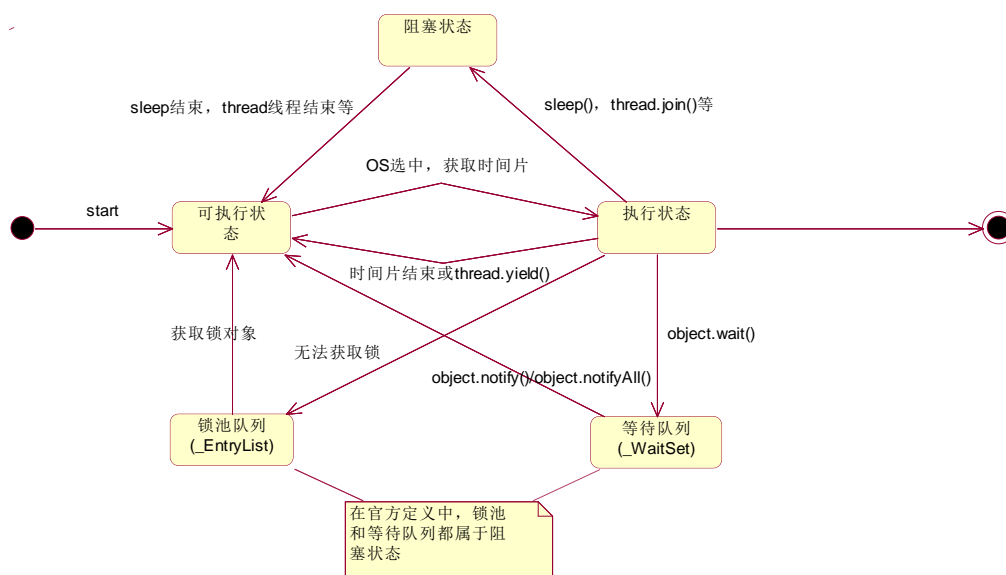 阻塞状态
sleep结束，thread线程结束等
sleep()，thread.join()等
OS选中，获取时间片
start
可执行状
态
执行状态
时间片结束或thread.yield()
获取锁对象
无法获取锁
object.wait()
object.notify()/object.notifyAll()
锁池队列
(_EntryList)
等待队列
(_WaitSet)
在官方定义中，锁池
和等待队列都属于阻
塞状态